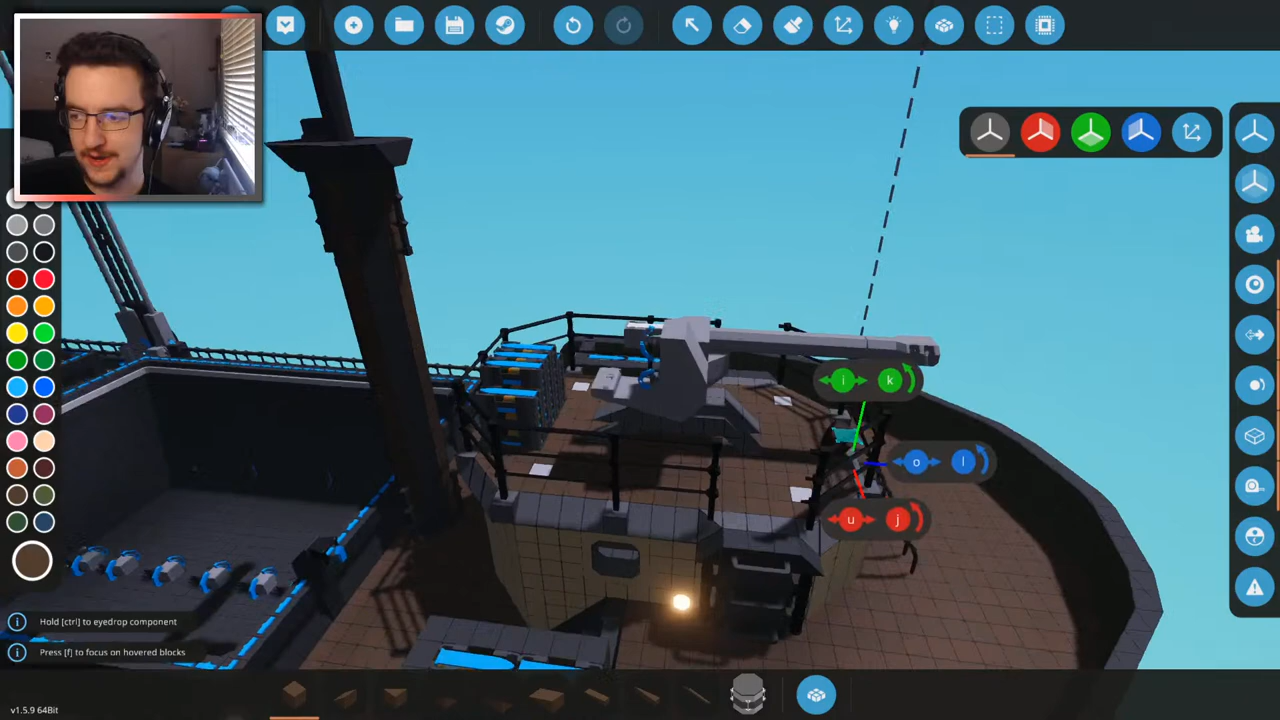 i k
o l
u j
Hold [ctrl] to eyedrop component
Press [f] to focus on hovered blocks
v1.5.9 64Bit